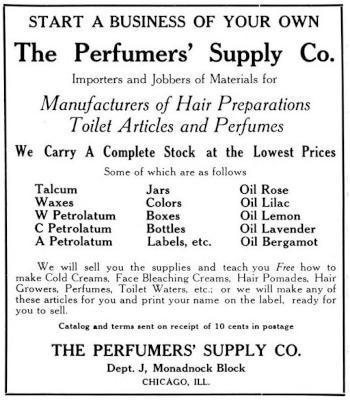 START A BUSINESS OF YOUR OWN
The Perfumers' Supply Co.
Importers and Jobbers of Materials for
Manufacturers of Hair Preparations
Toilet Articles and Perfumes
We Carry A Complete Stock at the Lowest Prices
Some of which are as follows
Talcum Jars Oil Rose
Waxes Colors Oil Lilac
W Petrolatum Boxes Oil Lemon
C Petrolatum Bottles Oil Lavender
A Petrolatum Labels, etc. Oil Bergamot
We will sell you the supplies and teach you Free how to
make Cold Creams, Face Bleaching Creams, Hair Pomades, Hair
Growers, Perfumes, Toilet Waters, etc.; or we will make any of
these articles for you and print your name on the label, ready for
you to sell.
Catalog and terms sent on receipt of 10 cents in postage
THE PERFUMERS' SUPPLY CO.
Dept. J, Monadnock Block
CHICAGO, ILL.